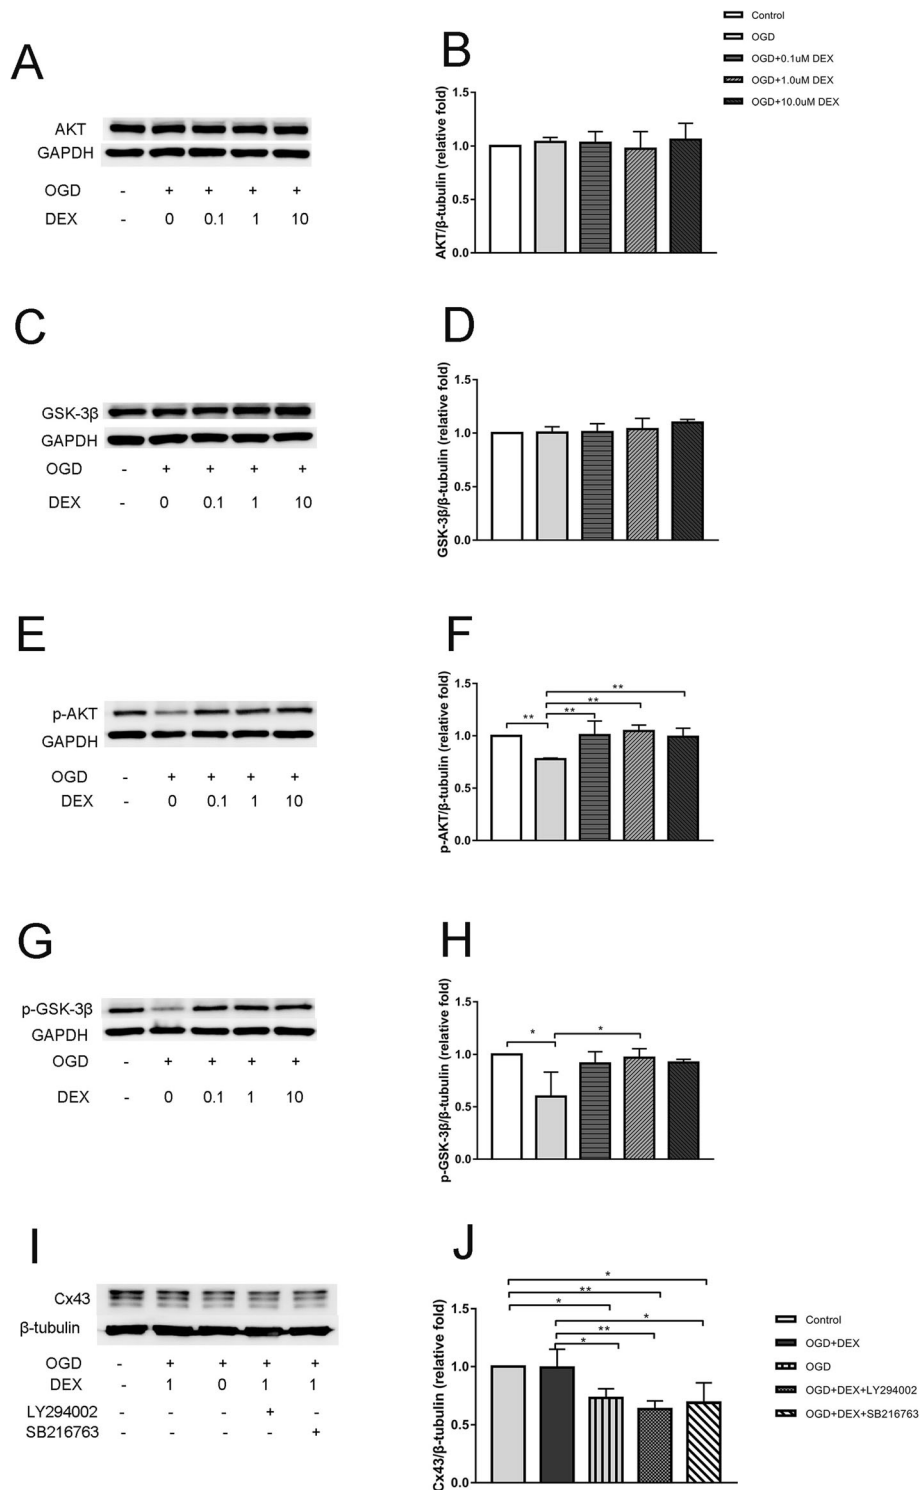 Control
OGD
OGD+0.1uM DEX
OGD+1.0uM DEX
OGD+10.0uM DEX
A
AKT
GAPDH
OGD - + + + +
DEX - 0 0.1 1 10
B
AKT/β-tubulin (relative fold)
1.5
1.0
0.5
0.0
C
GSK-3β
GAPDH
OGD - + + + +
DEX - 0 0.1 1 10
D
GSK-3β/β-tubulin (relative fold)
1.5
1.0
0.5
0.0
E
p-AKT
GAPDH
OGD - + + + +
DEX - 0 0.1 1 10
F
p-AKT/β-tubulin (relative fold)
1.5
1.0
0.5
0.0
**
**
**
**
G
p-GSK-3β
GAPDH
OGD - + + + +
DEX - 0 0.1 1 10
H
p-GSK-3β/β-tubulin (relative fold)
1.5
1.0
0.5
0.0
*
*
I
Cx43
β-tubulin
OGD - + + + +
DEX - 1 0 1 1
LY294002 - - - + -
SB216763 - - - - +
J
Cx43/β-tubulin (relative fold)
1.5
1.0
0.5
0.0
*
**
*
*
**
*
Control
OGD+DEX
OGD
OGD+DEX+LY294002
OGD+DEX+SB216763